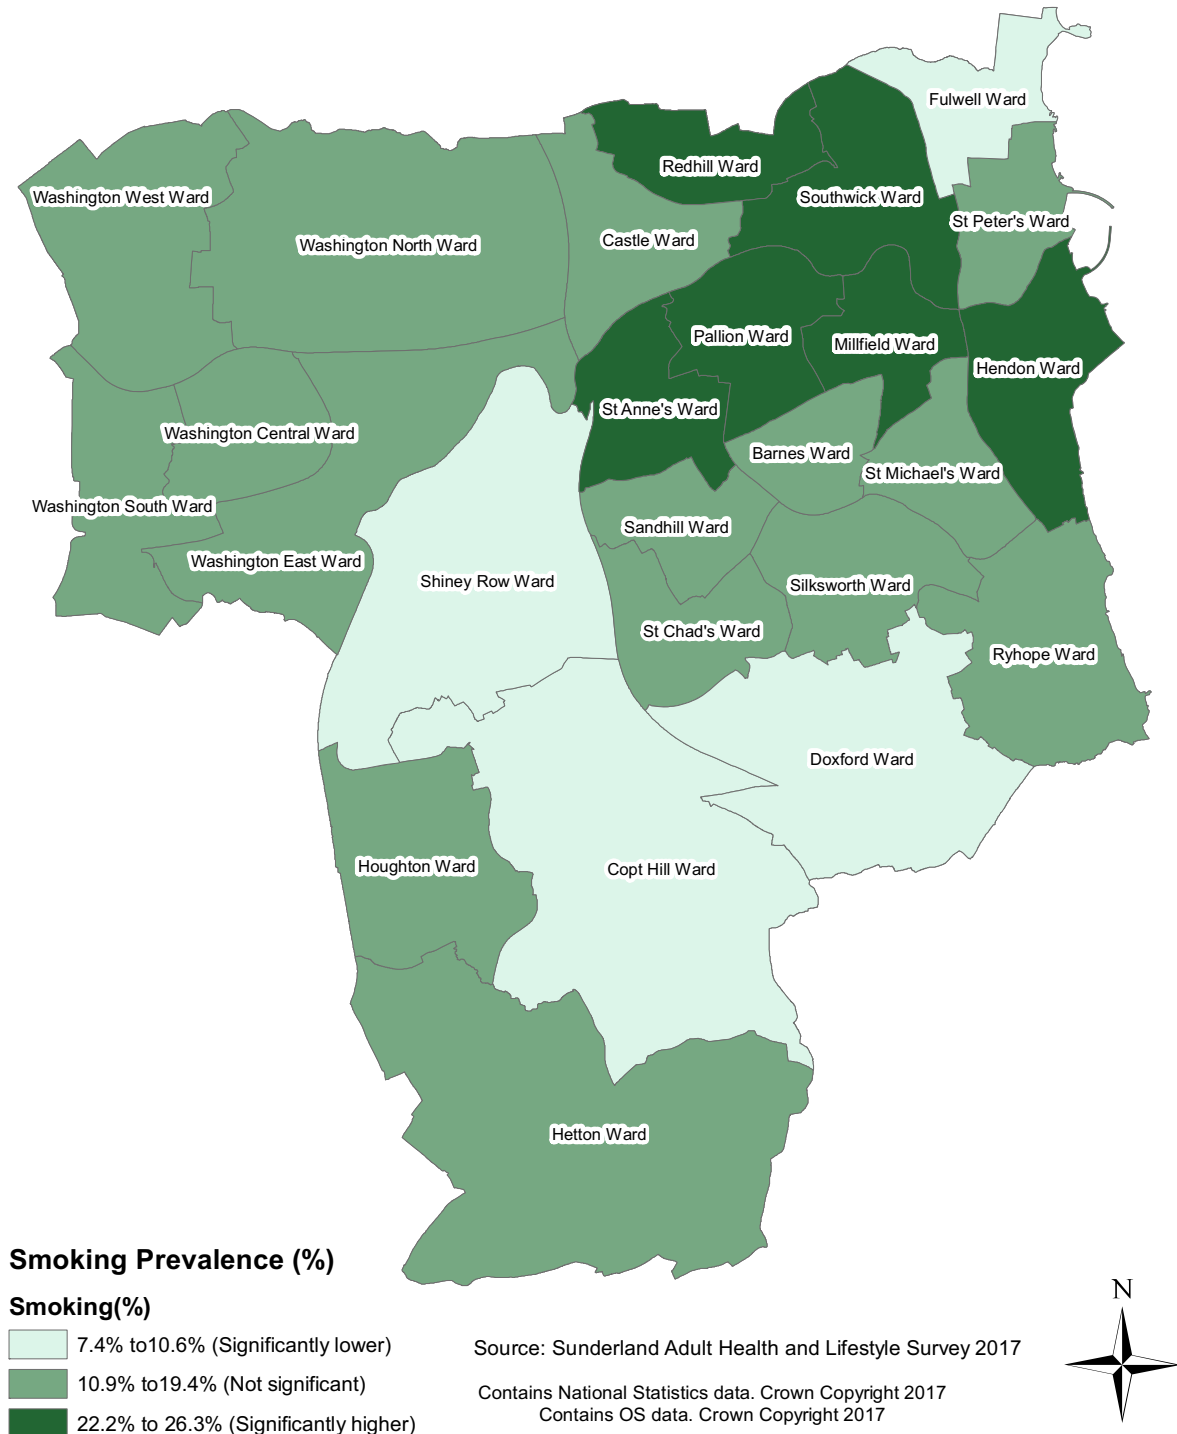 Fulwell Ward
Redhill Ward
Washington West Ward
Southwick Ward
St Peter's Ward
Washington North Ward
Castle Ward
Pallion Ward
Millfield Ward
Hendon Ward
St Anne's Ward
Washington Central Ward
Barnes Ward
St Michael's Ward
Washington South Ward
Sandhill Ward
Washington East Ward
Shiney Row Ward
Silksworth Ward
St Chad's Ward
Ryhope Ward
Doxford Ward
Houghton Ward
Copt Hill Ward
Hetton Ward
Smoking Prevalence (%)
Smoking(%)
7.4% to10.6% (Significantly lower)
10.9% to19.4% (Not significant)
22.2% to 26.3% (Significantly higher)
Source: Sunderland Adult Health and Lifestyle Survey 2017
Contains National Statistics data. Crown Copyright 2017
Contains OS data. Crown Copyright 2017
N